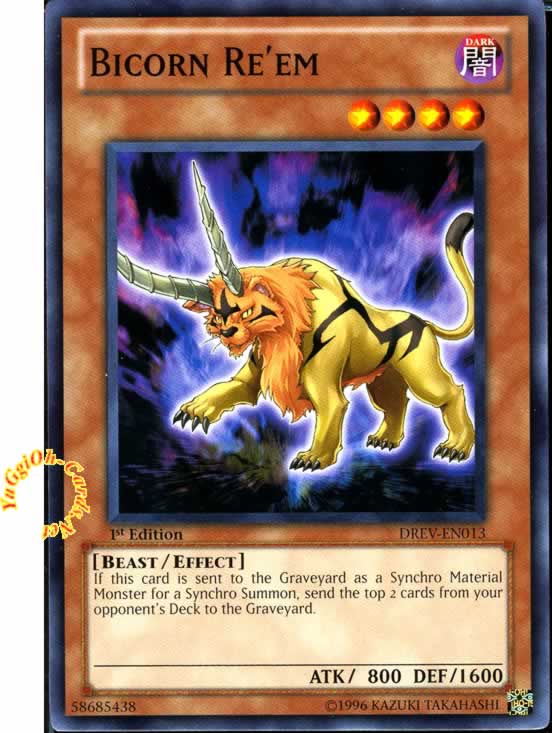 BICORN RE'EM
DARK
闇
YuGgiOh-Cards.Net
1st Edition
DREV-EN013
[BEAST/EFFECT]
If this card is sent to the Graveyard as a Synchro Material
Monster for a Synchro Summon, send the top 2 cards from your
opponent's Deck to the Graveyard.
ATK/ 800 DEF/1600
58685438
©1996 KAZUKI TAKAHASHI